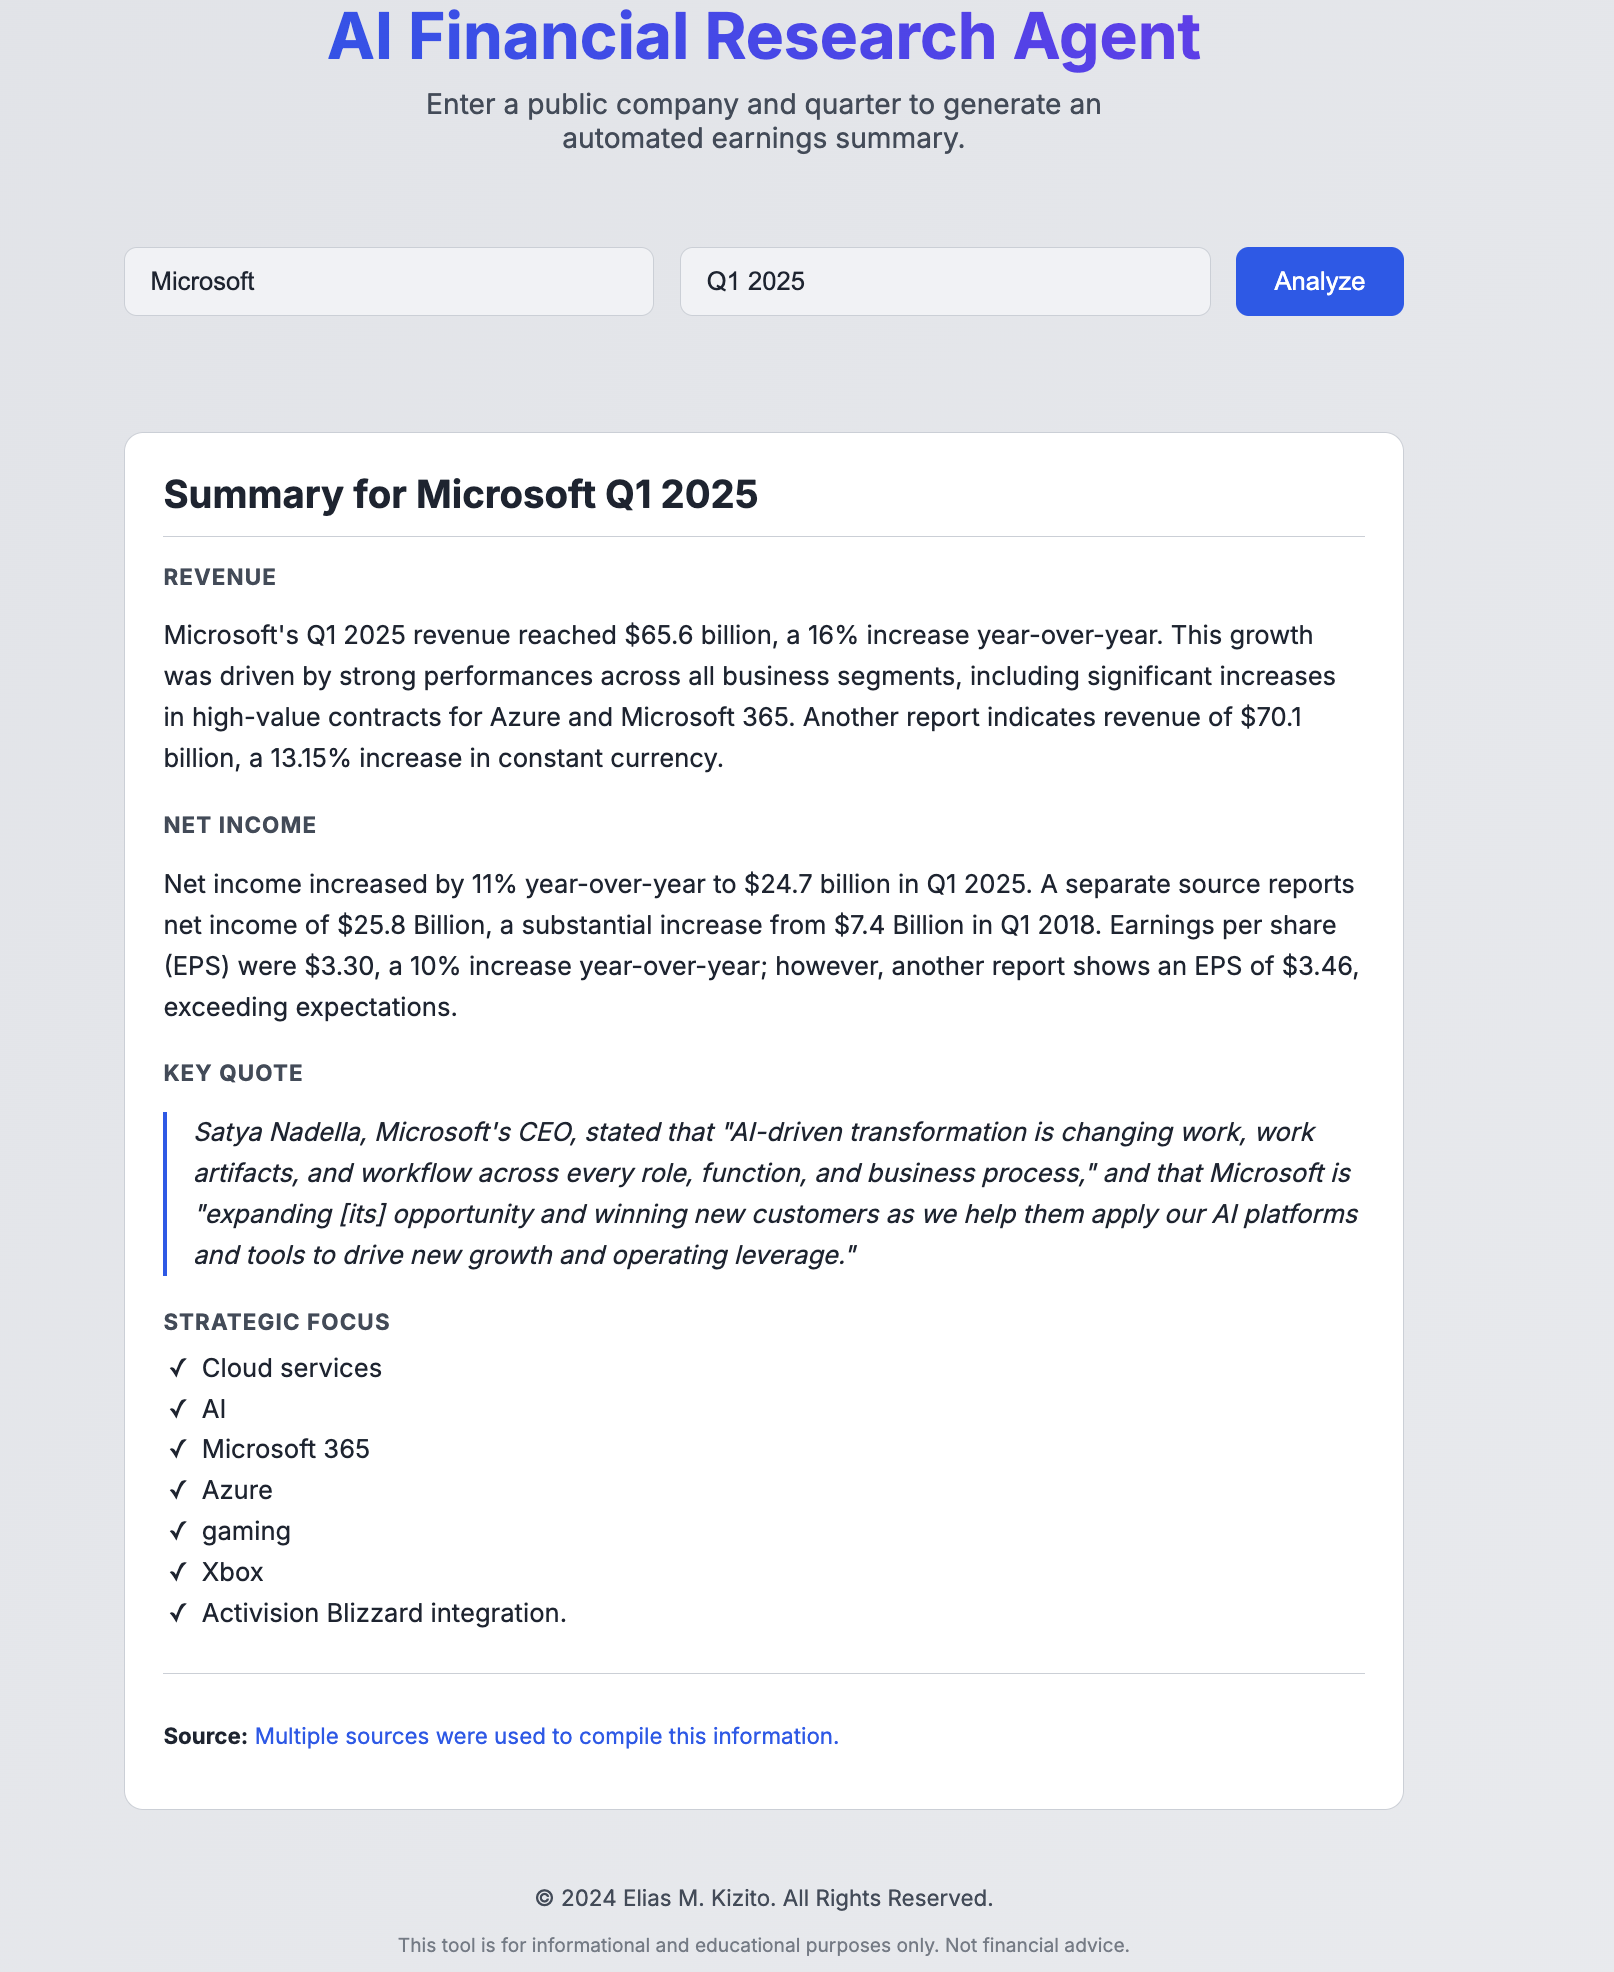 AI Financial Research Agent
Enter a public company and quarter to generate an
automated earnings summary.
Microsoft
Q1 2025
Analyze
Summary for Microsoft Q1 2025
REVENUE
Microsoft's Q1 2025 revenue reached $65.6 billion, a 16% increase year-over-year. This growth
was driven by strong performances across all business segments, including significant increases
in high-value contracts for Azure and Microsoft 365. Another report indicates revenue of $70.1
billion, a 13.15% increase in constant currency.
NET INCOME
Net income increased by 11% year-over-year to $24.7 billion in Q1 2025. A separate source reports
net income of $25.8 Billion, a substantial increase from $7.4 Billion in Q1 2018. Earnings per share
(EPS) were $3.30, a 10% increase year-over-year; however, another report shows an EPS of $3.46,
exceeding expectations.
KEY QUOTE
Satya Nadella, Microsoft's CEO, stated that "AI-driven transformation is changing work, work
artifacts, and workflow across every role, function, and business process," and that Microsoft is
"expanding [its] opportunity and winning new customers as we help them apply our AI platforms
and tools to drive new growth and operating leverage."
STRATEGIC FOCUS
✓ Cloud services
✓ AI
✓ Microsoft 365
✓ Azure
✓ gaming
✓ Xbox
✓ Activision Blizzard integration.
Source: Multiple sources were used to compile this information.
© 2024 Elias M. Kizito. All Rights Reserved.
This tool is for informational and educational purposes only. Not financial advice.